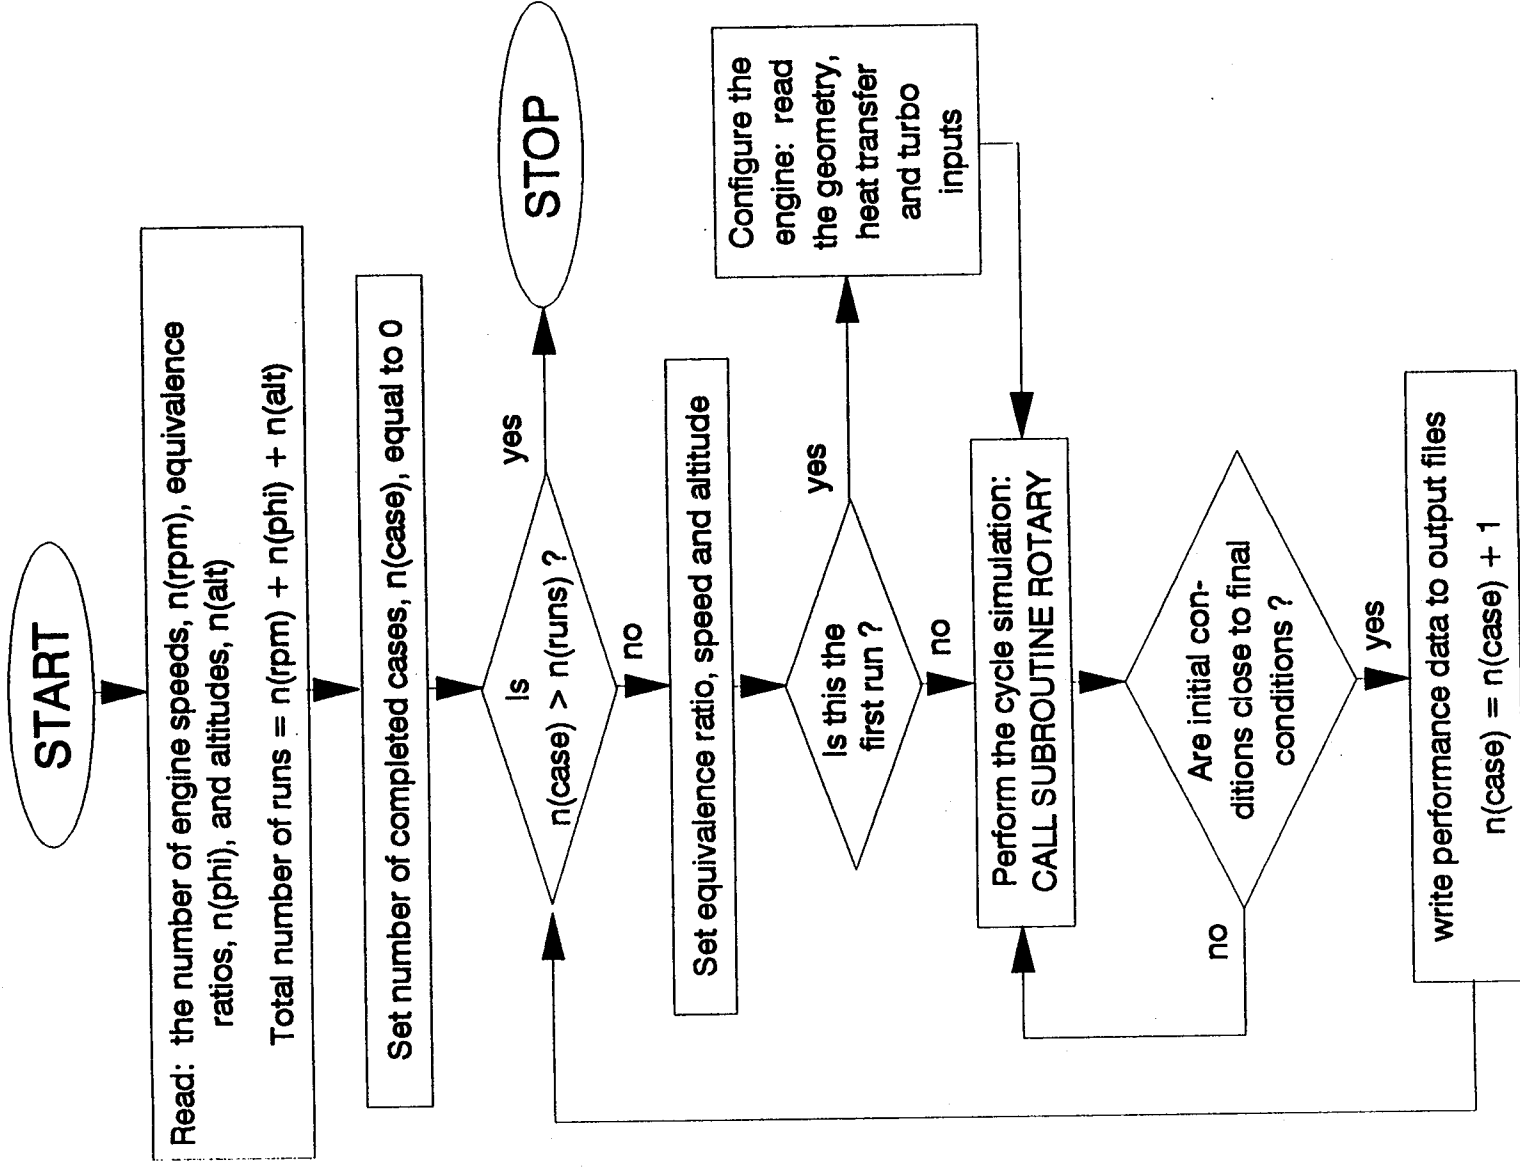 START
Read: the number of engine speeds, n(rpm), equivalence
ratios, n(phi), and altitudes, n(alt)
Total number of runs = n(rpm) + n(phi) + n(alt)
Set number of completed cases, n(case), equal to 0
Is
n(case) > n(runs) ?
yes
STOP
no
Set equivalence ratio, speed and altitude
Is this the
first run ?
yes
Configure the
engine: read
the geometry,
heat transfer
and turbo
inputs
no
Perform the cycle simulation:
CALL SUBROUTINE ROTARY
Are initial con-
ditions close to final
conditions ?
no
yes
write performance data to output files
n(case) = n(case) + 1